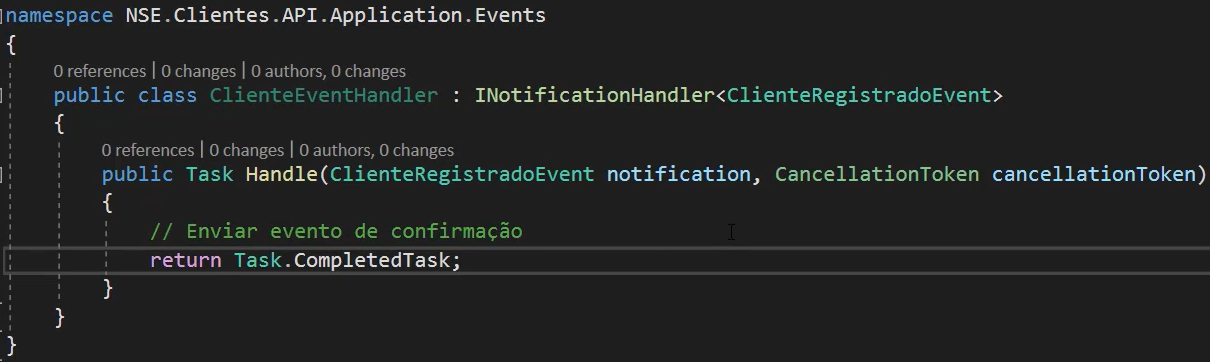 namespace NSE.Clientes.API.Application.Events
{
0 references | 0 changes | 0 authors, 0 changes
public class ClienteEventHandler : INotificationHandler<ClienteRegistradoEvent>
{
0 references | 0 changes | 0 authors, 0 changes
public Task Handle(ClienteRegistradoEvent notification, CancellationToken cancellationToken)
{
// Enviar evento de confirmação
return Task.CompletedTask;
}
}
}